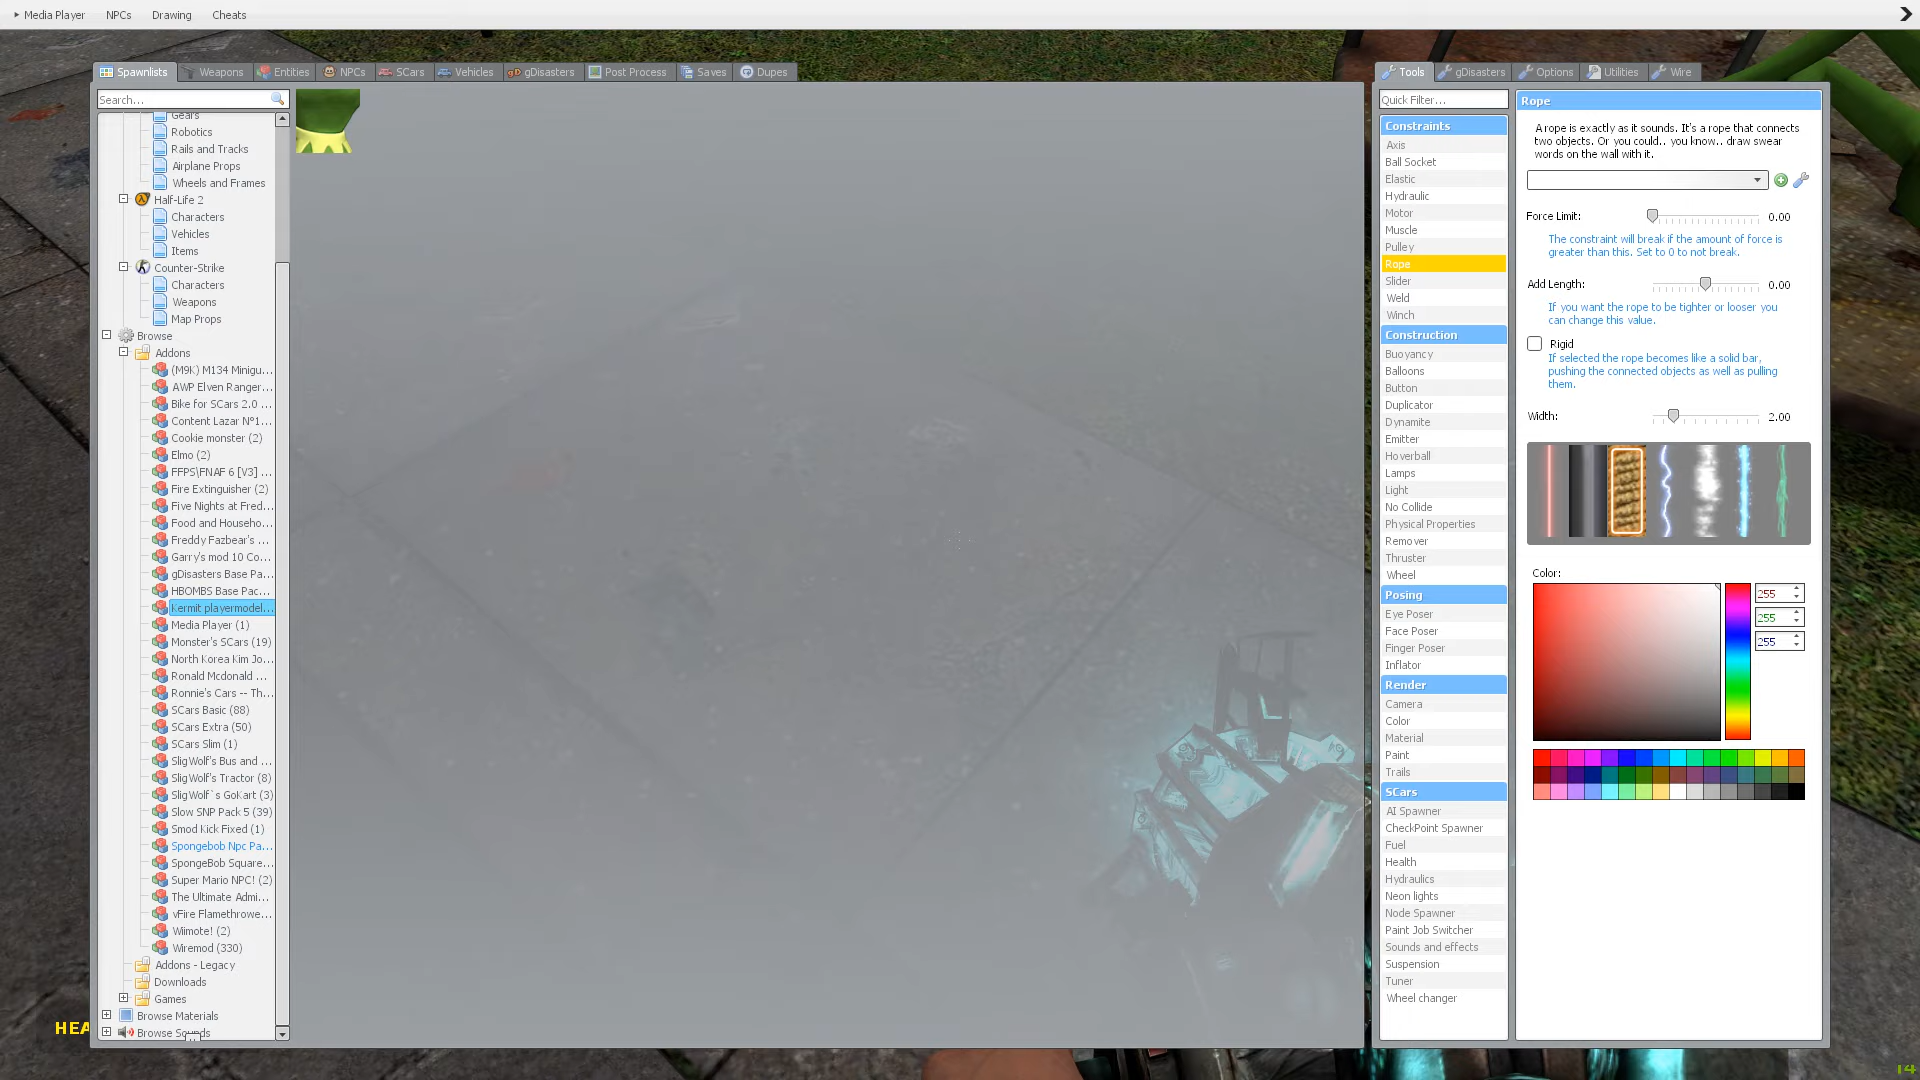 Media Player NPCs Drawing Cheats
Spawnlists Weapons Entities NPCs SCars Vehicles gDisasters Post Process Saves Dupes
Search...
Gears
Robotics
Rails and Tracks
Airplane Props
Wheels and Frames
Half-Life 2
Characters
Vehicles
Items
Counter-Strike
Characters
Weapons
Map Props
Browse
Addons
(M9K) M134 Minigu...
AWP Elven Ranger...
Bike for SCars 2.0 ...
Content Lazar N°1...
Cookie monster (2)
Elmo (2)
FFPS\FNAF 6 [V3] ...
Fire Extinguisher (2)
Five Nights at Fred...
Food and Househo...
Freddy Fazbear's ...
Garry's mod 10 Co...
gDisasters Base Pa...
HBOMBS Base Pac...
Kermit playermodel...
Media Player (1)
Monster's SCars (19)
North Korea Kim Jo...
Ronald Mcdonald ...
Ronnie's Cars -- Th...
SCars Basic (88)
SCars Extra (50)
SCars Slim (1)
SligWolf's Bus and ...
SligWolf's Tractor (8)
SligWolf`s GoKart (3)
Slow SNP Pack 5 (39)
Smod Kick Fixed (1)
Spongebob Npc Pa...
SpongeBob Square...
Super Mario NPC! (2)
The Ultimate Admi...
vFire Flamethrowe...
Wiimote! (2)
Wiremod (330)
Addons - Legacy
Downloads
Games
Browse Materials
Browse Sounds
HEA
Tools gDisasters Options Utilities Wire
Quick Filter...
Constraints
Axis
Ball Socket
Elastic
Hydraulic
Motor
Muscle
Pulley
Rope
Slider
Weld
Winch
Construction
Buoyancy
Balloons
Button
Duplicator
Dynamite
Emitter
Hoverball
Lamps
Light
No Collide
Physical Properties
Remover
Thruster
Wheel
Posing
Eye Poser
Face Poser
Finger Poser
Inflator
Render
Camera
Color
Material
Paint
Trails
SCars
AI Spawner
CheckPoint Spawner
Fuel
Health
Hydraulics
Neon lights
Node Spawner
Paint Job Switcher
Sounds and effects
Suspension
Tuner
Wheel changer
Rope
A rope is exactly as it sounds. It's a rope that connects
two objects. Or you could.. you know.. draw swear
words on the wall with it.
Force Limit: 0.00
The constraint will break if the amount of force is
greater than this. Set to 0 to not break.
Add Length: 0.00
If you want the rope to be tighter or looser you
can change this value.
Rigid
If selected the rope becomes like a solid bar,
pushing the connected objects as well as pulling
them.
Width: 2.00
Color:
255
255
255
14